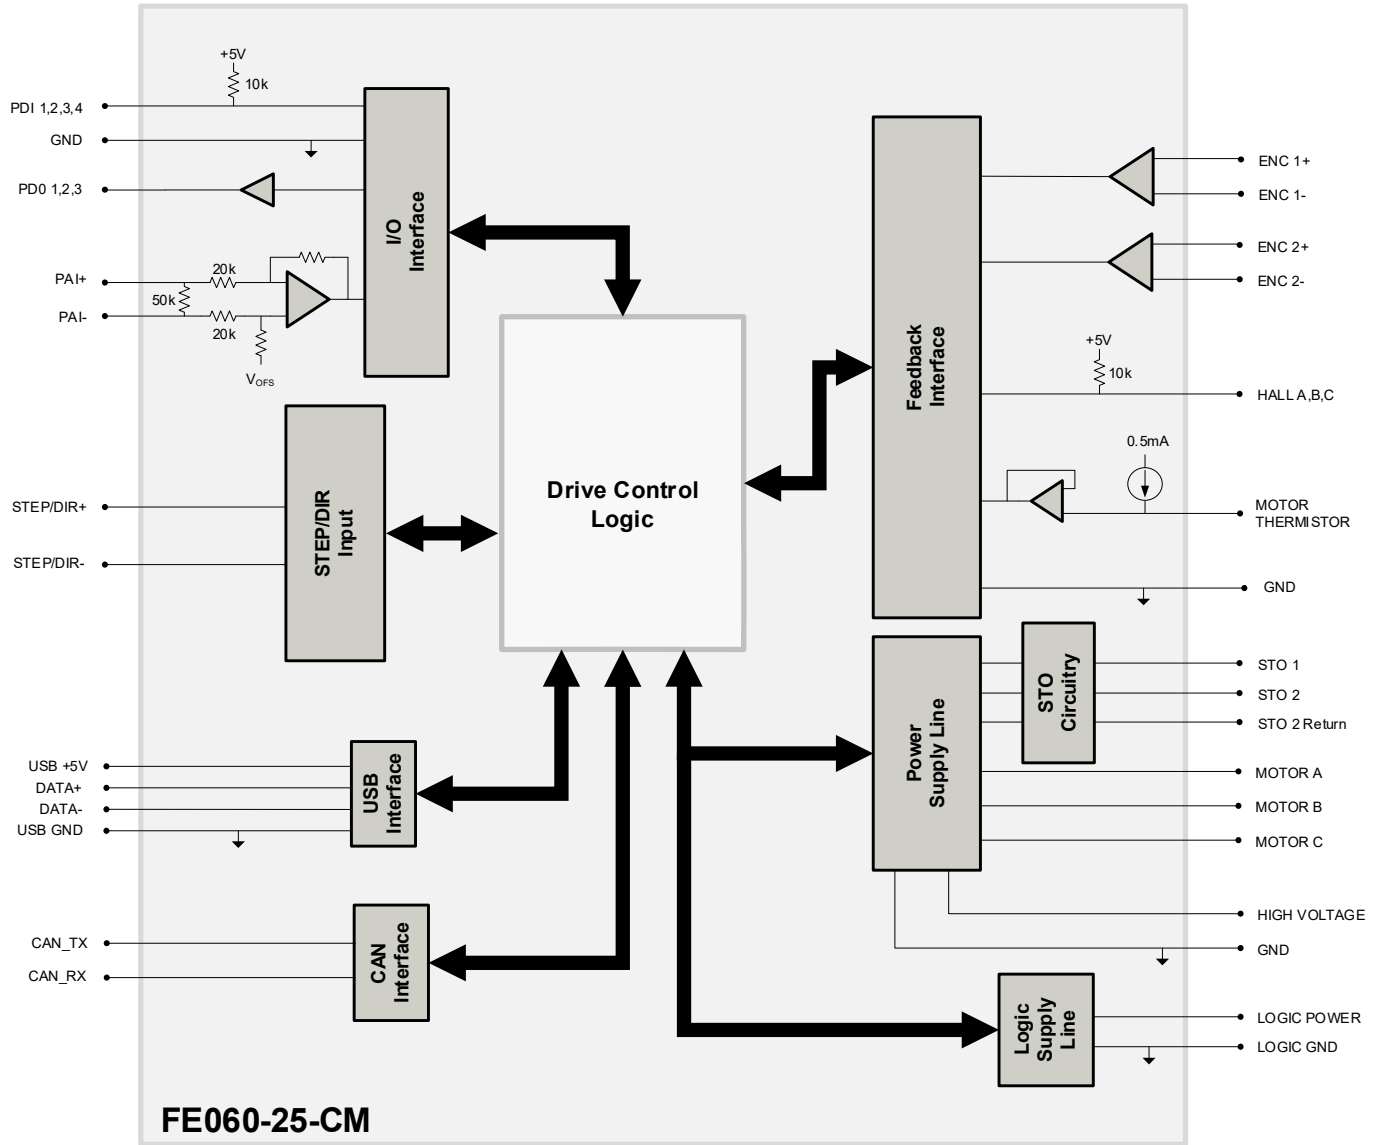 +5V
10k
PDI 1,2,3,4
GND
PD0 1,2,3
PAI+
20k
50k
PAI-
20k
VOFS
I/O
Interface
STEP/DIR+
STEP/DIR-
STEP/DIR
Input
Drive Control
Logic
USB +5V
DATA+
DATA-
USB GND
USB
Interface
CAN_TX
CAN_RX
CAN
Interface
Feedback
Interface
ENC 1+
ENC 1-
ENC 2+
ENC 2-
+5V
10k
HALL A,B,C
0.5mA
MOTOR
THERMISTOR
GND
Power
Supply Line
STO
Circuitry
STO 1
STO 2
STO 2 Return
MOTOR A
MOTOR B
MOTOR C
HIGH VOLTAGE
GND
Logic
Supply
Line
LOGIC POWER
LOGIC GND
FE060-25-CM